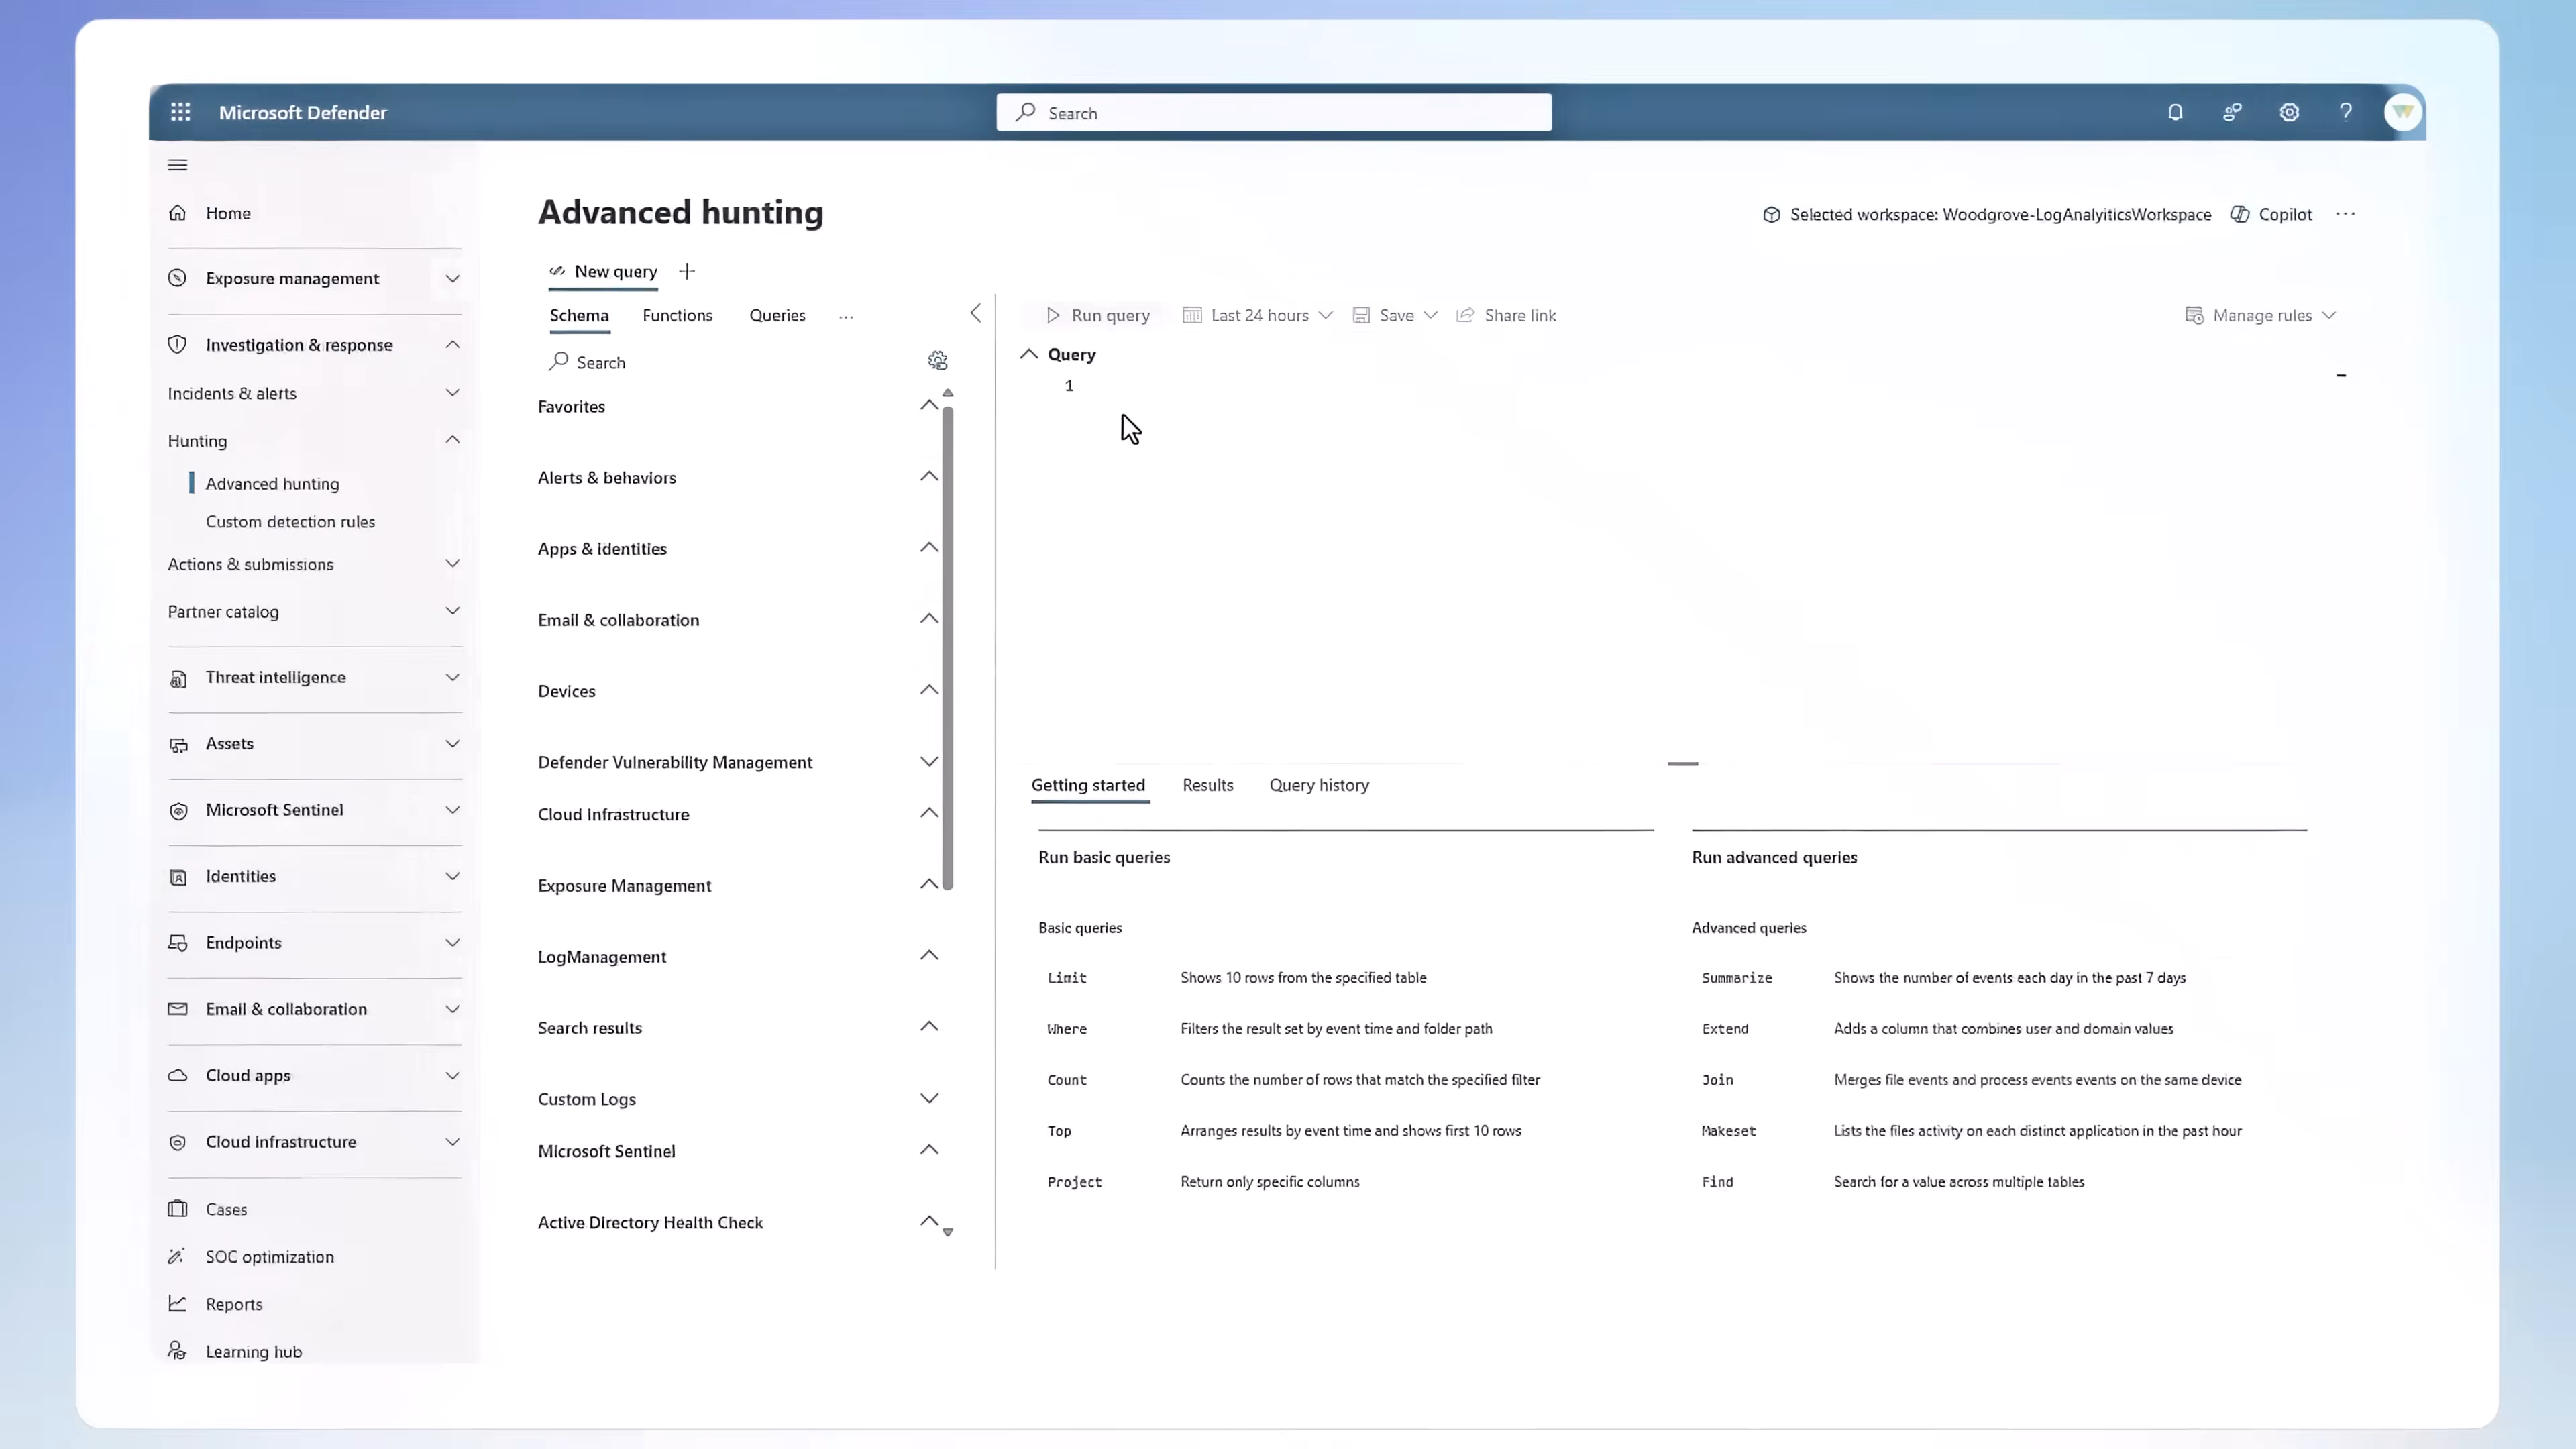 Microsoft Defender
Search
Home
Exposure management
Investigation & response
Incidents & alerts
Hunting
Advanced hunting
Custom detection rules
Actions & submissions
Partner catalog
Threat intelligence
Assets
Microsoft Sentinel
Identities
Endpoints
Email & collaboration
Cloud apps
Cloud infrastructure
Cases
SOC optimization
Reports
Learning hub
Advanced hunting
Selected workspace: Woodgrove-LogAnalyiticsWorkspace
Copilot
New query
Schema
Functions
Queries
Search
Favorites
Alerts & behaviors
Apps & identities
Email & collaboration
Devices
Defender Vulnerability Management
Cloud Infrastructure
Exposure Management
LogManagement
Search results
Custom Logs
Microsoft Sentinel
Active Directory Health Check
Run query
Last 24 hours
Save
Share link
Manage rules
Query
1
Getting started
Results
Query history
Run basic queries
Basic queries
Limit Shows 10 rows from the specified table
Where Filters the result set by event time and folder path
Count Counts the number of rows that match the specified filter
Top Arranges results by event time and shows first 10 rows
Project Return only specific columns
Run advanced queries
Advanced queries
Summarize Shows the number of events each day in the past 7 days
Extend Adds a column that combines user and domain values
Join Merges file events and process events events on the same device
Makeset Lists the files activity on each distinct application in the past hour
Find Search for a value across multiple tables